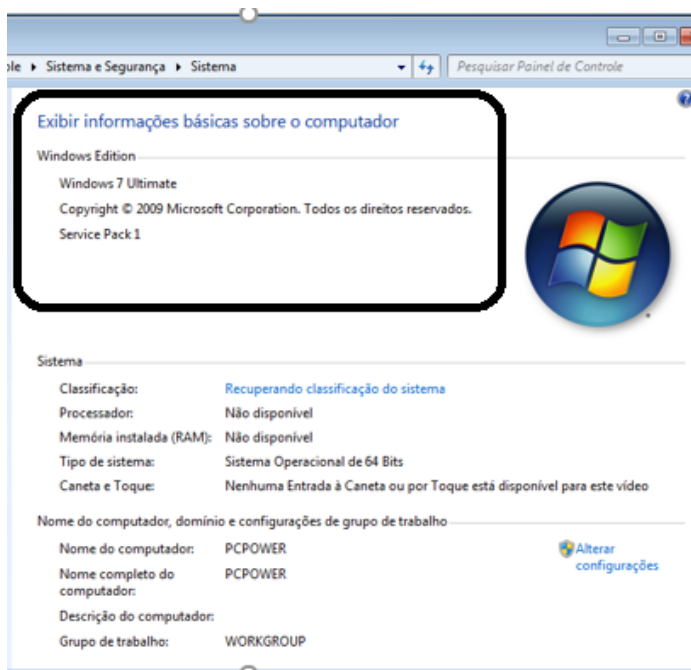 ole ▸ Sistema e Segurança ▸ Sistema
Pesquisar Painel de Controle
Exibir informações básicas sobre o computador
Windows Edition
Windows 7 Ultimate
Copyright © 2009 Microsoft Corporation. Todos os direitos reservados.
Service Pack 1
Sistema
Classificação: Recuperando classificação do sistema
Processador: Não disponível
Memória instalada (RAM): Não disponível
Tipo de sistema: Sistema Operacional de 64 Bits
Caneta e Toque: Nenhuma Entrada à Caneta ou por Toque está disponível para este vídeo
Nome do computador, domínio e configurações de grupo de trabalho
Nome do computador: PCPOWER
Alterar
configurações
Nome completo do
computador: PCPOWER
Descrição do computador:
Grupo de trabalho: WORKGROUP